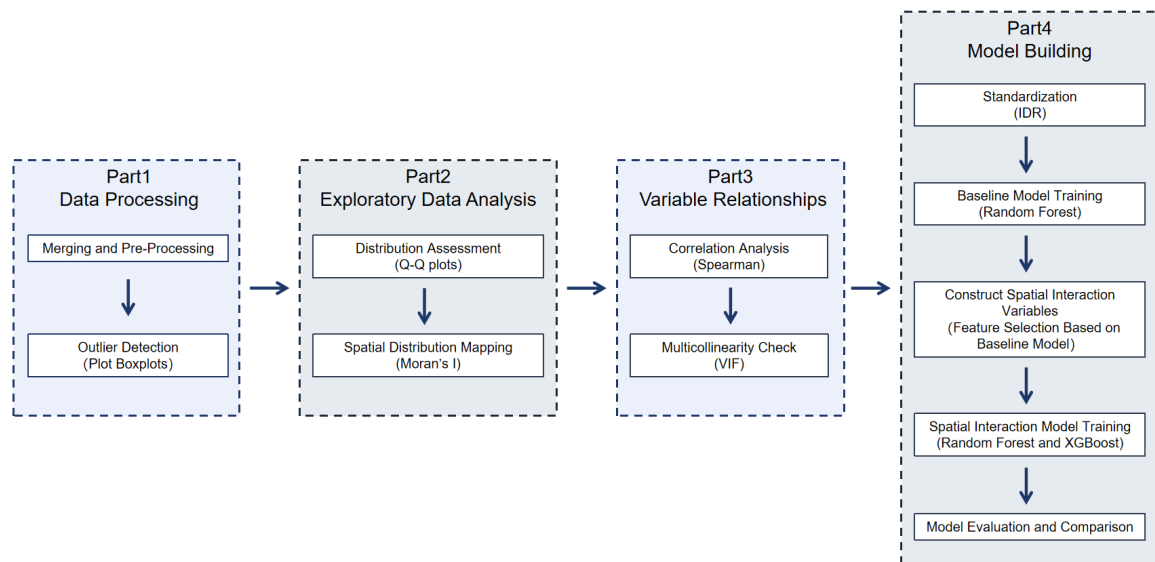 Part1
Data Processing
Merging and Pre-Processing
Outlier Detection
(Plot Boxplots)
Part2
Exploratory Data Analysis
Distribution Assessment
(Q-Q plots)
Spatial Distribution Mapping
(Moran's I)
Part3
Variable Relationships
Correlation Analysis
(Spearman)
Multicollinearity Check
(VIF)
Part4
Model Building
Standardization
(IDR)
Baseline Model Training
(Random Forest)
Construct Spatial Interaction
Variables
(Feature Selection Based on
Baseline Model)
Spatial Interaction Model Training
(Random Forest and XGBoost)
Model Evaluation and Comparison